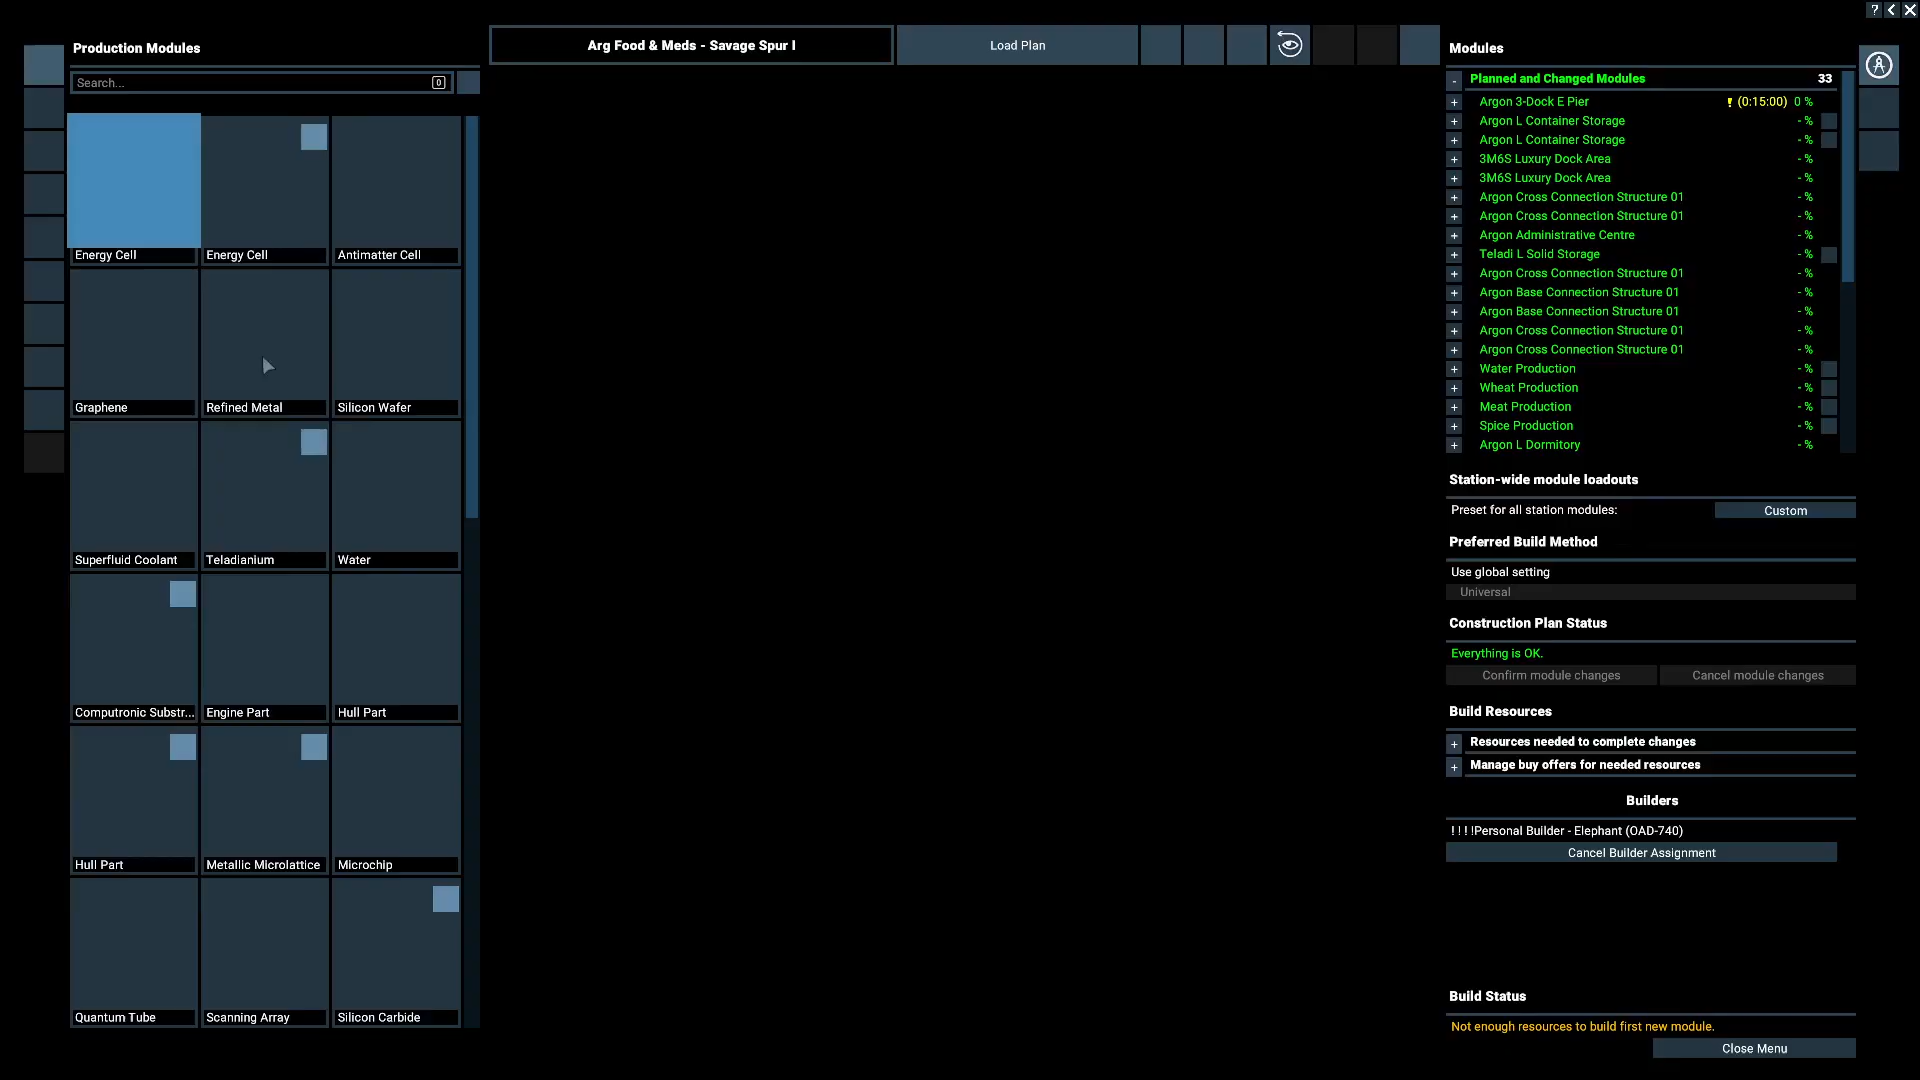 ? < X
Production Modules
Search...
0
Energy Cell
Energy Cell
Antimatter Cell
Graphene
Refined Metal
Silicon Wafer
Superfluid Coolant
Teladianium
Water
Computronic Substr...
Engine Part
Hull Part
Hull Part
Metallic Microlattice
Microchip
Quantum Tube
Scanning Array
Silicon Carbide
Arg Food & Meds - Savage Spur I
Load Plan
Modules
- Planned and Changed Modules 33
+ Argon 3-Dock E Pier ! (0:15:00) 0 %
+ Argon L Container Storage - %
+ Argon L Container Storage - %
+ 3M6S Luxury Dock Area - %
+ 3M6S Luxury Dock Area - %
+ Argon Cross Connection Structure 01 - %
+ Argon Cross Connection Structure 01 - %
+ Argon Administrative Centre - %
+ Teladi L Solid Storage - %
+ Argon Cross Connection Structure 01 - %
+ Argon Base Connection Structure 01 - %
+ Argon Base Connection Structure 01 - %
+ Argon Cross Connection Structure 01 - %
+ Argon Cross Connection Structure 01 - %
+ Water Production - %
+ Wheat Production - %
+ Meat Production - %
+ Spice Production - %
+ Argon L Dormitory - %
Station-wide module loadouts
Preset for all station modules: Custom
Preferred Build Method
Use global setting
Universal
Construction Plan Status
Everything is OK.
Confirm module changes Cancel module changes
Build Resources
+ Resources needed to complete changes
+ Manage buy offers for needed resources
Builders
! ! ! !Personal Builder - Elephant (OAD-740)
Cancel Builder Assignment
Build Status
Not enough resources to build first new module.
Close Menu